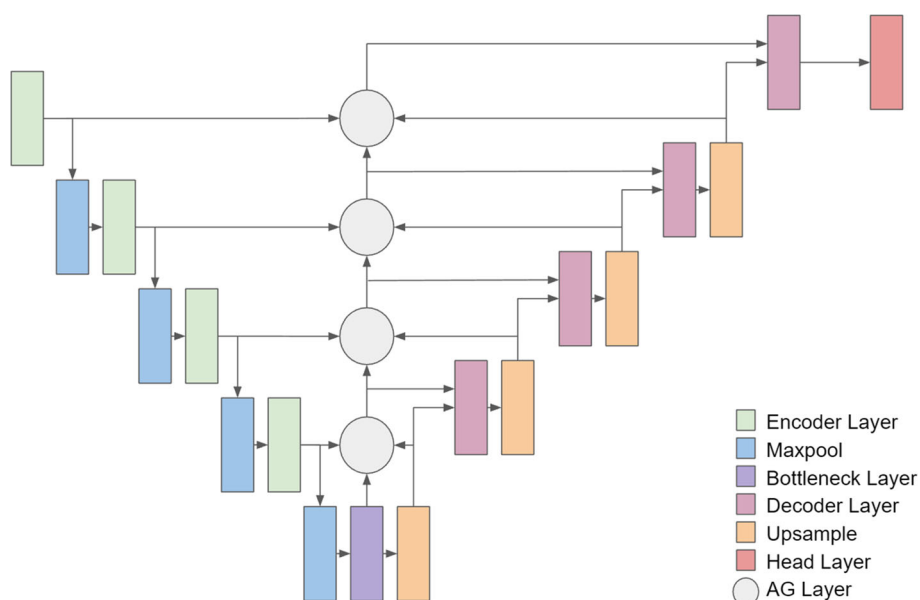 Encoder Layer
Maxpool
Bottleneck Layer
Decoder Layer
Upsample
Head Layer
AG Layer